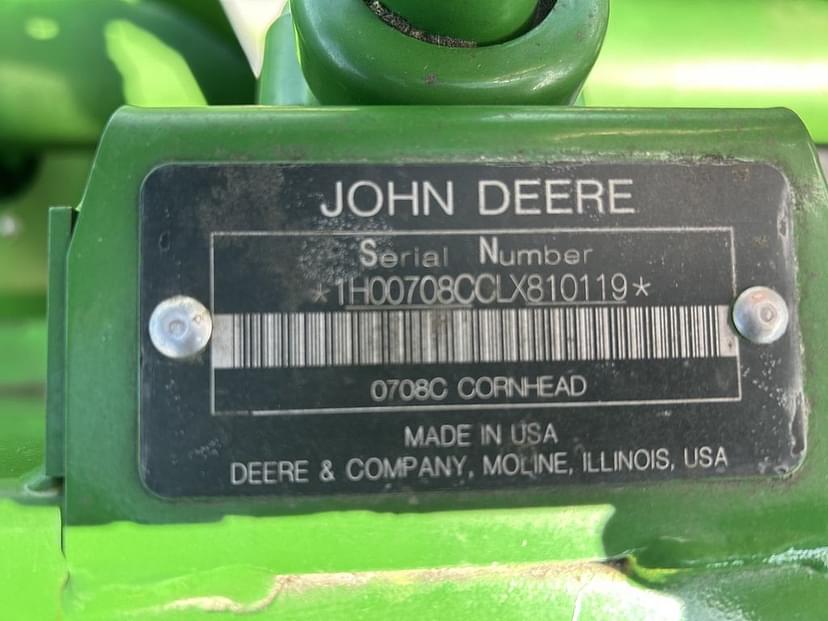 JOHN DEERE
Serial Number
*1H00708CCLX810119*
0708C CORNHEAD
MADE IN USA
DEERE & COMPANY, MOLINE, ILLINOIS, USA